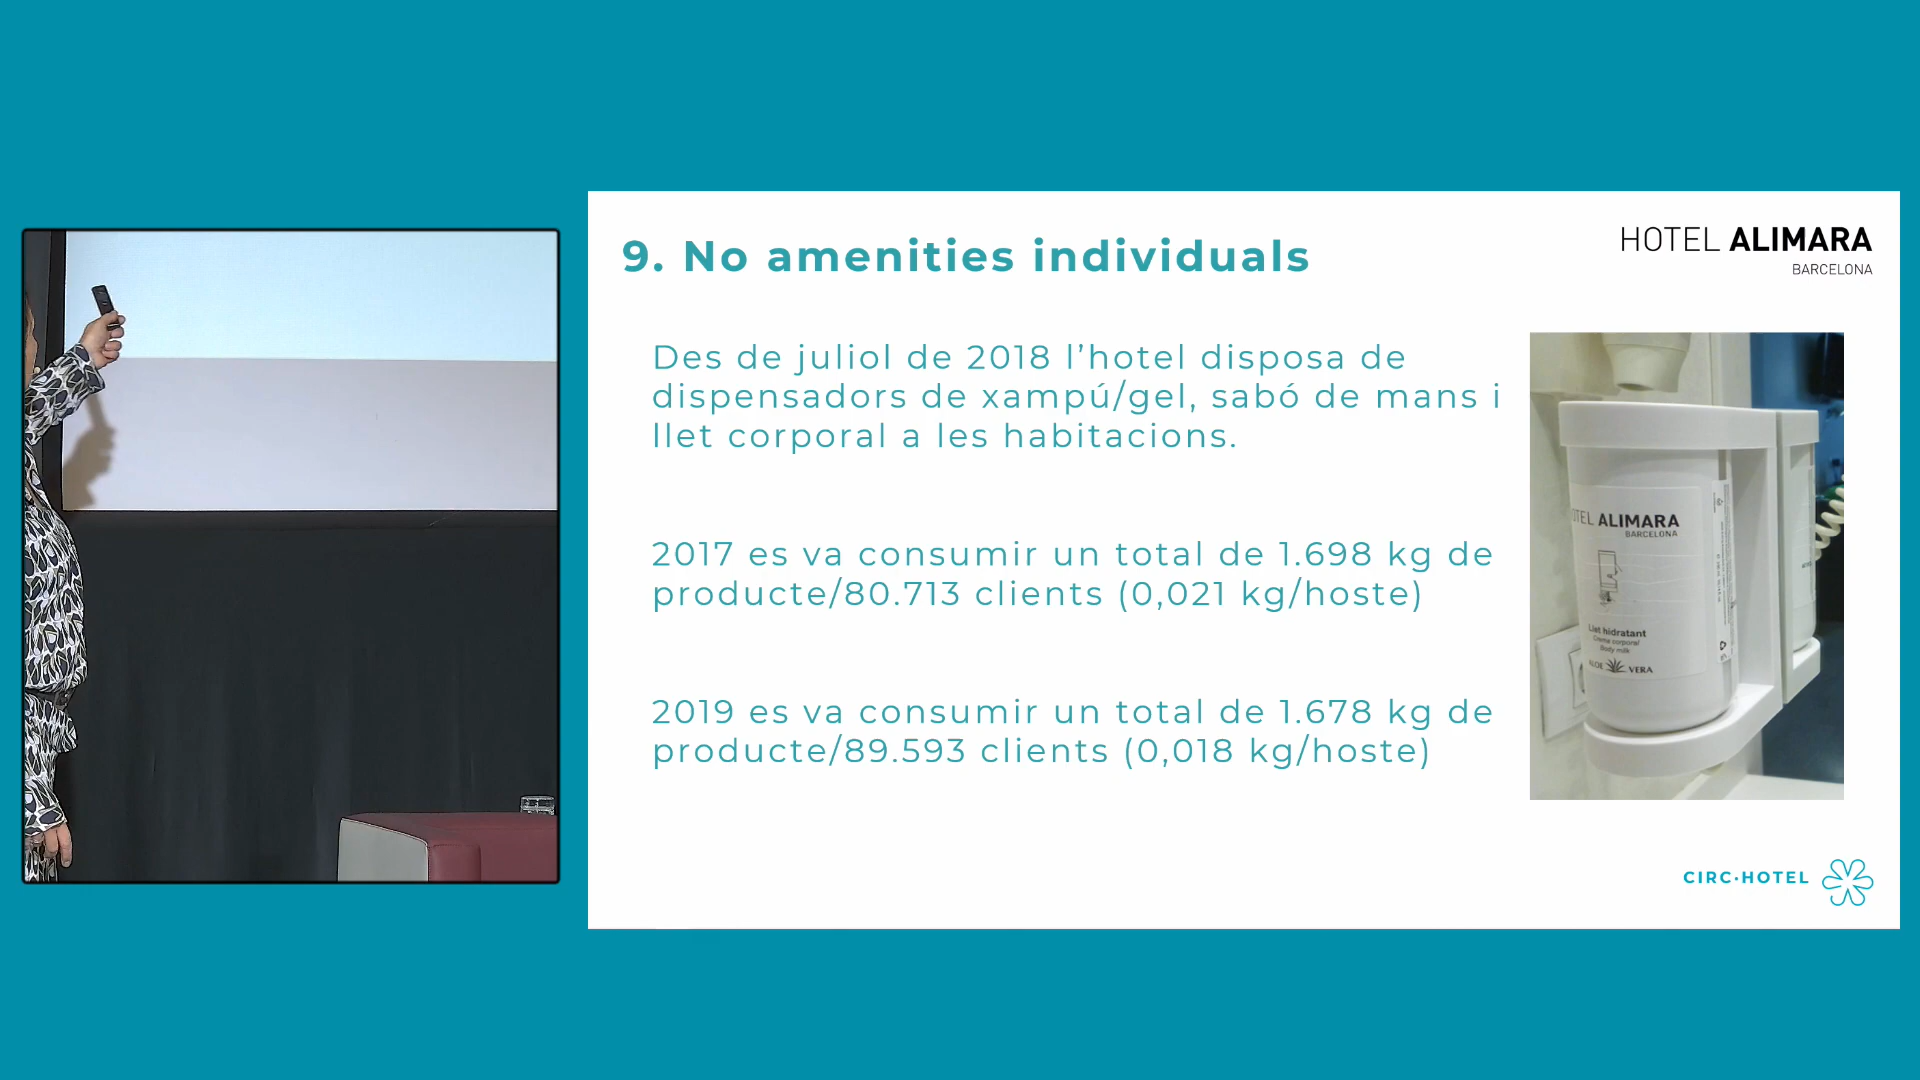 9. No amenities individuals
HOTEL ALIMARA
BARCELONA
Des de juliol de 2018 l’hotel disposa de
dispensadors de xampú/gel, sabó de mans i
llet corporal a les habitacions.
2017 es va consumir un total de 1.698 kg de
producte/80.713 clients (0,021 kg/hoste)
2019 es va consumir un total de 1.678 kg de
producte/89.593 clients (0,018 kg/hoste)
OTEL ALIMARA
BARCELONA
Llet hidratant
Crema corporal
Body milk
ALOE VERA
CIRC·HOTEL